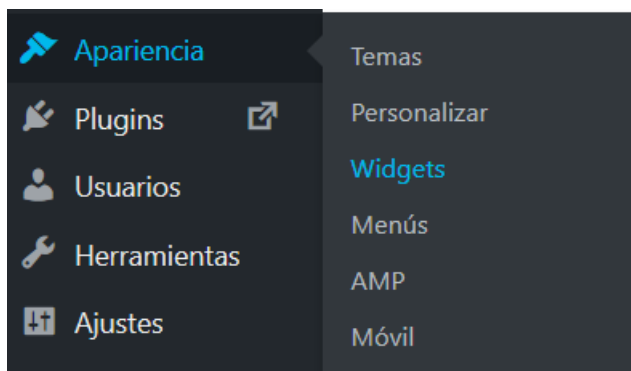 Apariencia
Plugins
Usuarios
Herramientas
Ajustes
Temas
Personalizar
Widgets
Menús
AMP
Móvil